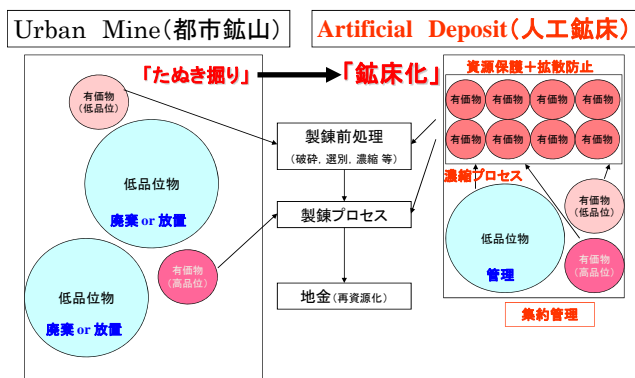 Urban Mine(都市鉱山)
Artificial Deposit(人工鉱床)
「たぬき掘り」
「鉱床化」
資源保護+拡散防止
有価物
(低品位)
低品位物
廃棄 or 放置
有価物
(高品位)
低品位物
廃棄 or 放置
製錬前処理
(破砕, 選別, 濃縮 等)
製錬プロセス
地金(再資源化)
有価物 有価物 有価物 有価物
有価物 有価物 有価物 有価物
濃縮プロセス
低品位物
管理
有価物
(低品位)
有価物
(高品位)
集約管理